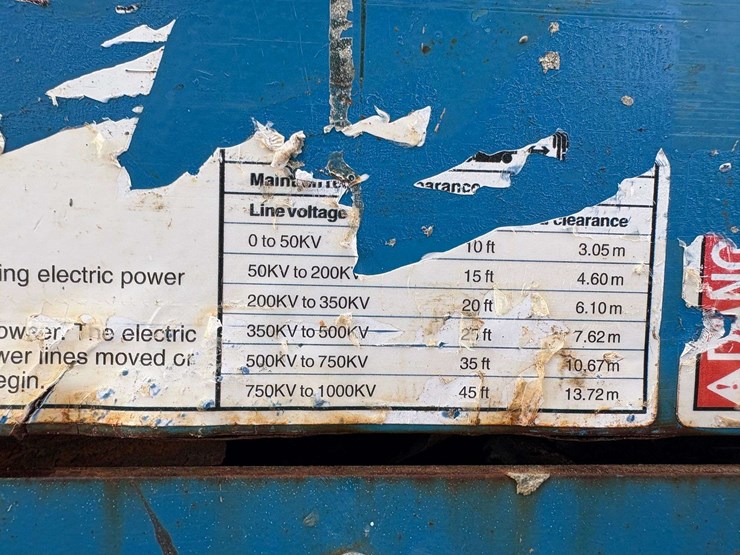 ing electric power
The electric
wer lines moved or
egin.
Line voltage
clearance
0 to 50KV 10 ft 3.05 m
50KV to 200KV 15 ft 4.60 m
200KV to 350KV 20 ft 6.10 m
350KV to 500KV ft 7.62 m
500KV to 750KV 35 ft 10.67 m
750KV to 1000KV 45 ft 13.72 m